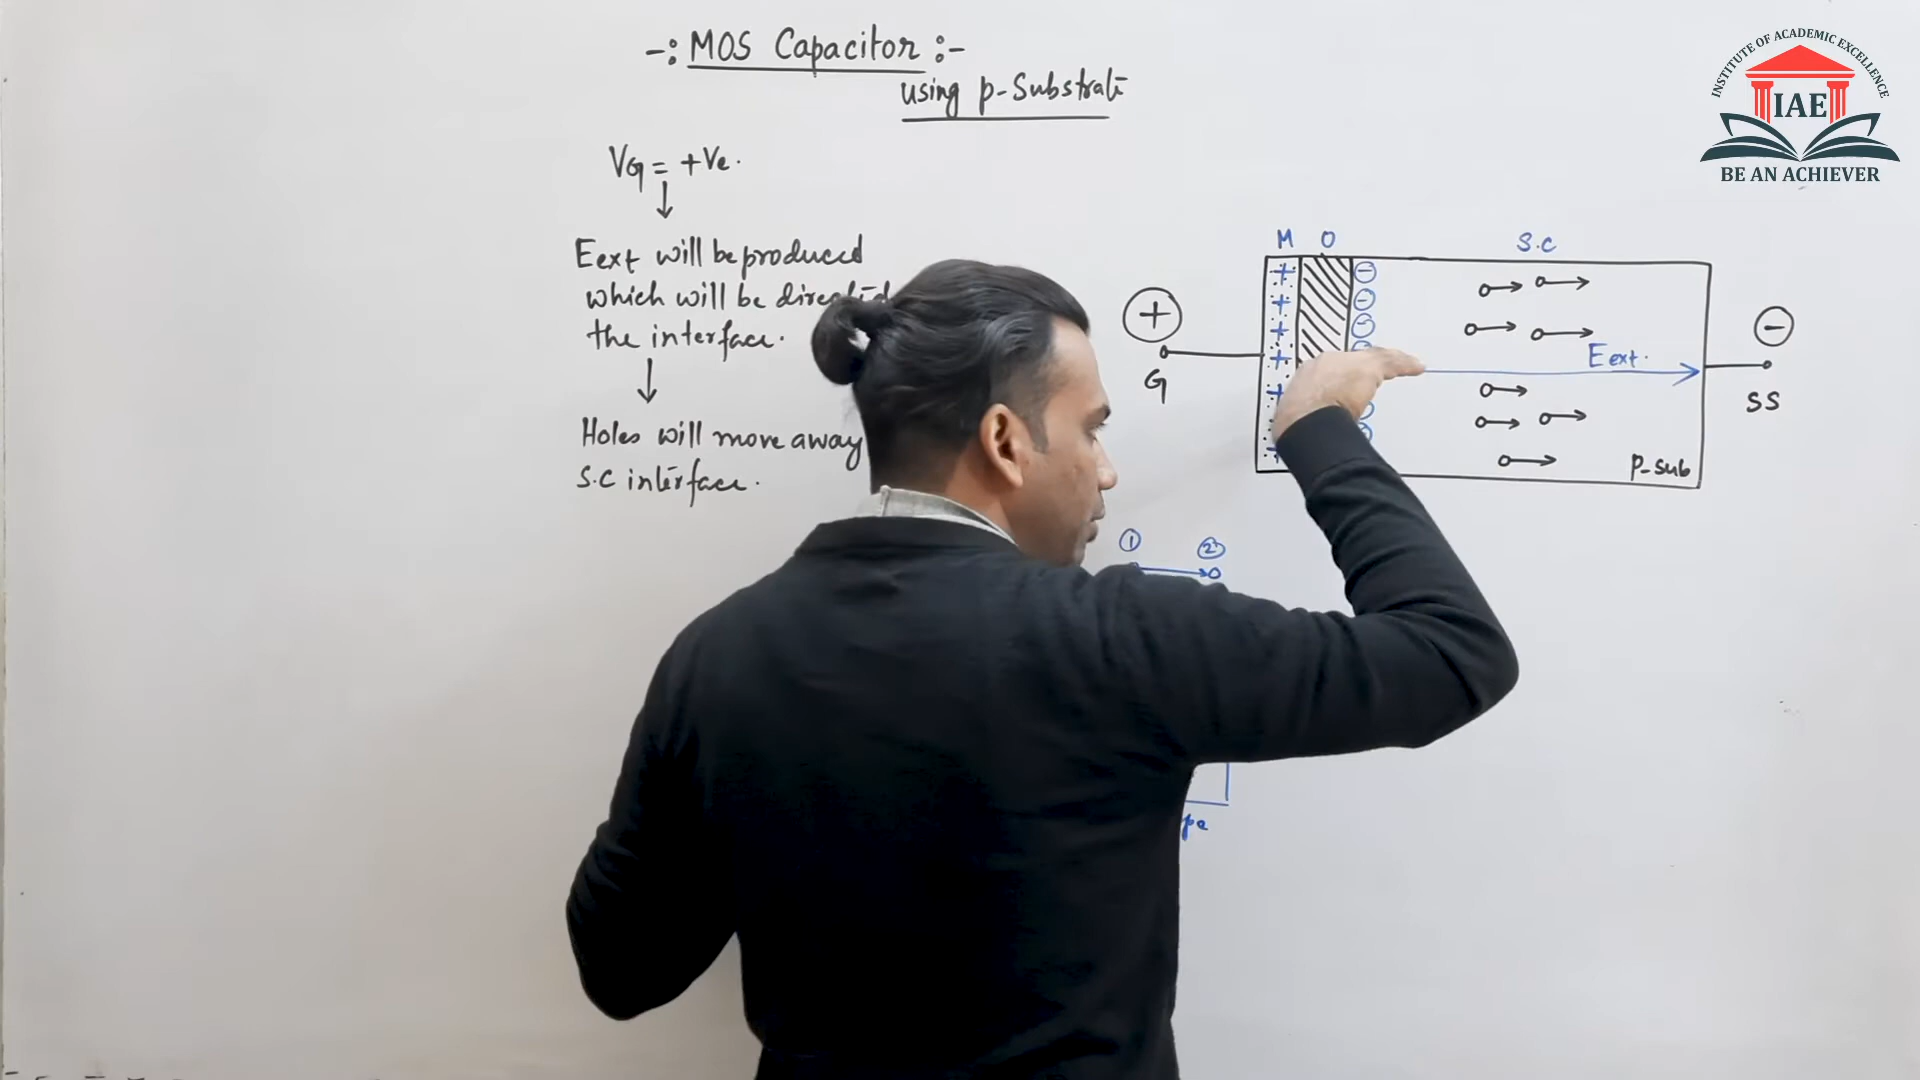 -: MOS Capacitor :-
using p-Substrate
VG = +Ve.
Eext will be produced
which will be directed
the interface.
Holes will move away
S.C interface.
M O S.C
+ -
+ -
+ -
+
+
+
G
Eext.
SS
P-sub
① ②
INSTITUTE OF ACADEMIC EXCELLENCE
IAE
BE AN ACHIEVER